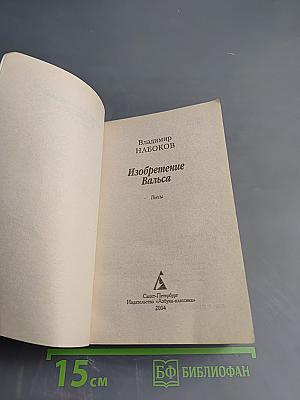 Владимир
НАБОКОВ
Изобретение
Вальса
Пьесы
Санкт-Петербург
Издательство «Азбука-классика»
2004
15 см
БФ БИБЛИОФАН